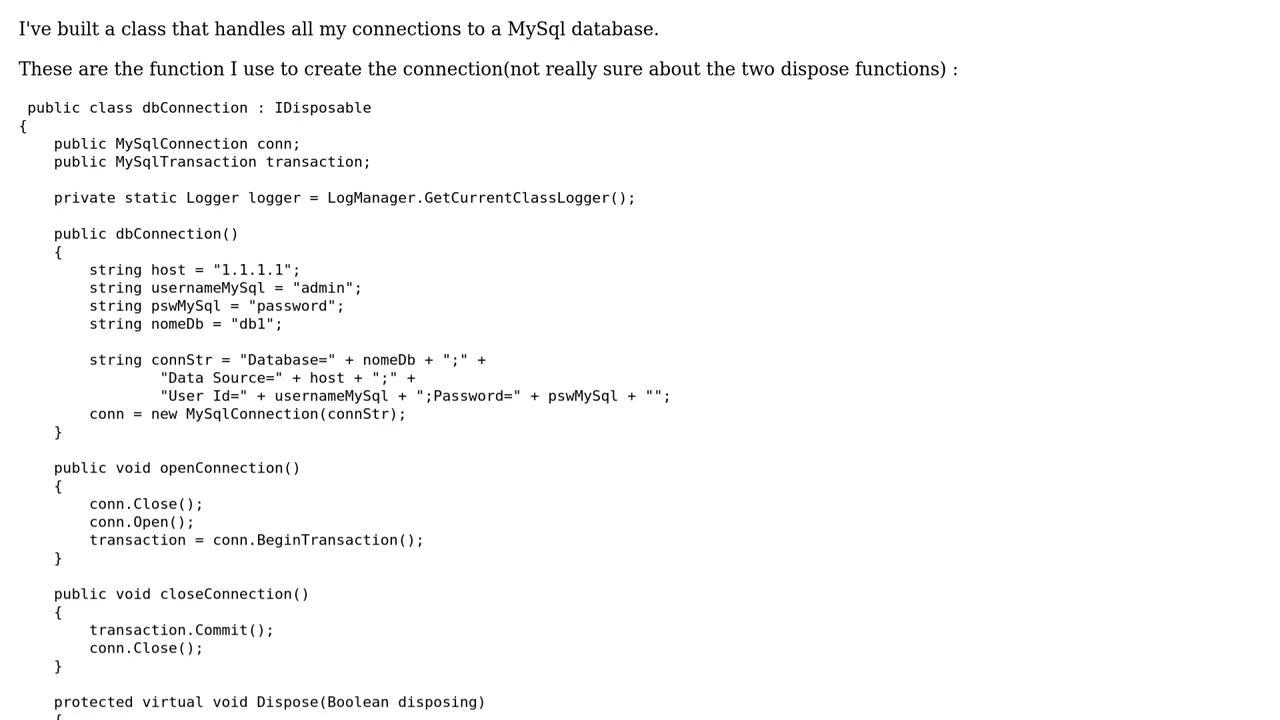 I've built a class that handles all my connections to a MySql database.
These are the function I use to create the connection(not really sure about the two dispose functions) :
public class dbConnection : IDisposable
{
public MySqlConnection conn;
public MySqlTransaction transaction;
private static Logger logger = LogManager.GetCurrentClassLogger();
public dbConnection()
{
string host = "1.1.1.1";
string usernameMySql = "admin";
string pswMySql = "password";
string nomeDb = "db1";
string connStr = "Database=" + nomeDb + ";" +
"Data Source=" + host + ";" +
"User Id=" + usernameMySql + ";Password=" + pswMySql + "";
conn = new MySqlConnection(connStr);
}
public void openConnection()
{
conn.Close();
conn.Open();
transaction = conn.BeginTransaction();
}
public void closeConnection()
{
transaction.Commit();
conn.Close();
}
protected virtual void Dispose(Boolean disposing)
{